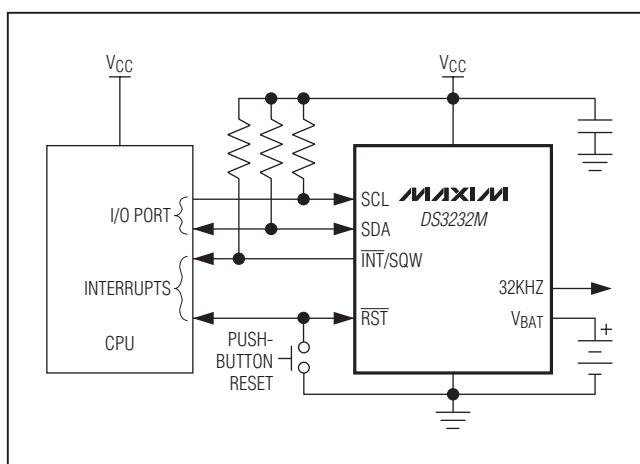 VCC
VCC
I/O PORT
INTERRUPTS
CPU
PUSH-
BUTTON
RESET
SCL
SDA
INT/SQW
RST
MAXIM
DS3232M
32KHZ
VBAT
+